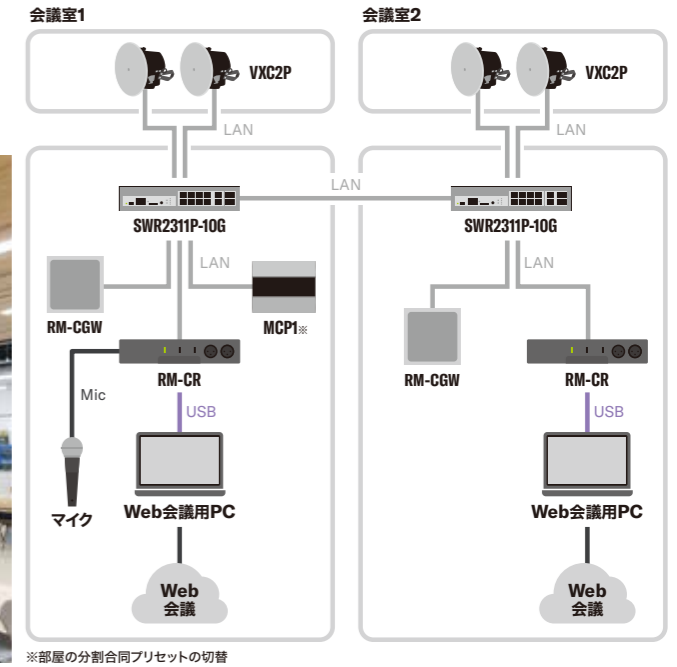 会議室1
VXC2P
LAN
SWR2311P-10G
LAN
RM-CGW
MCP1※
RM-CR
Mic
USB
マイク
Web会議用PC
Web
会議
LAN
会議室2
VXC2P
LAN
SWR2311P-10G
LAN
RM-CGW
RM-CR
USB
Web会議用PC
Web
会議
※部屋の分割合同プリセットの切替